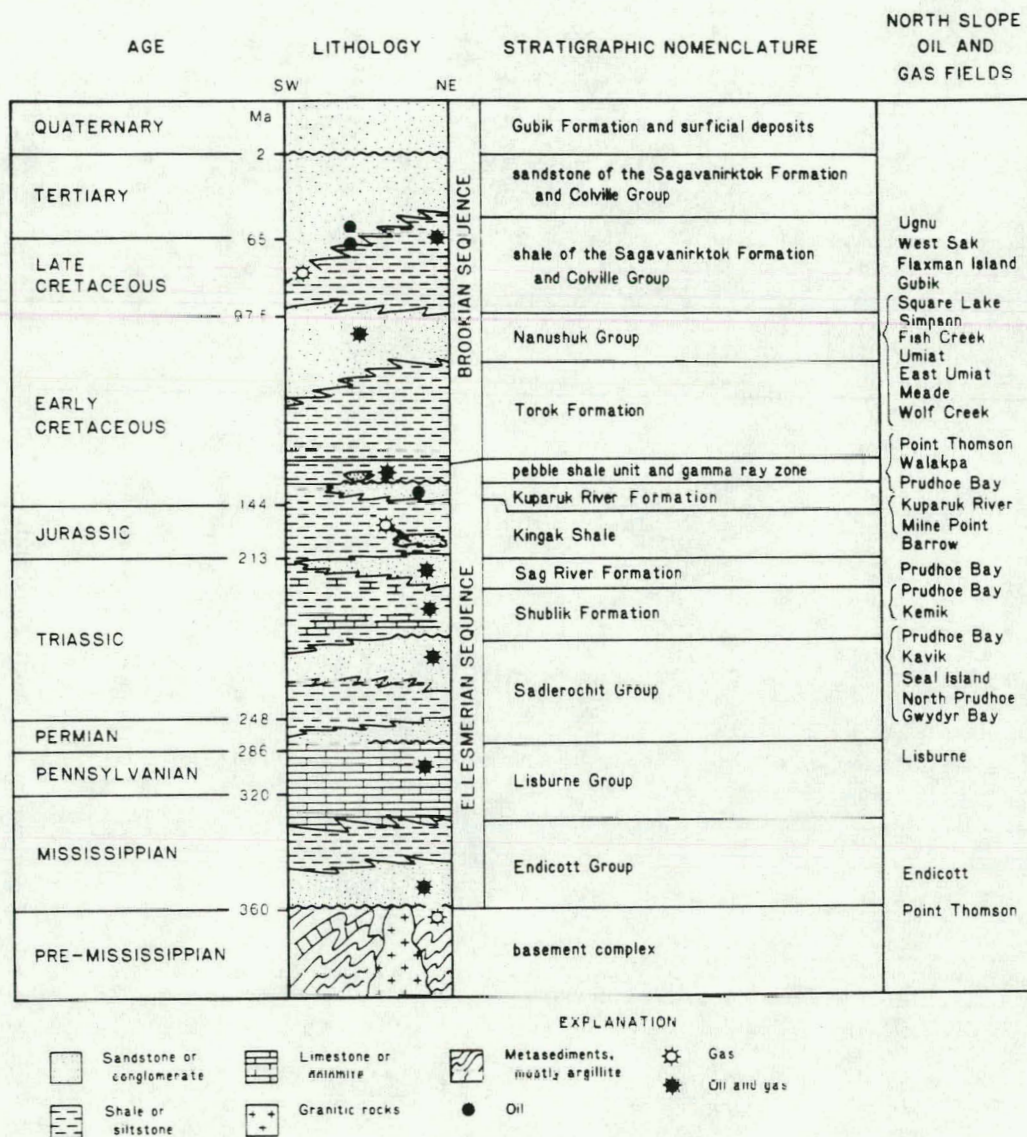 NORTH SLOPE
AGE LITHOLOGY STRATIGRAPHIC NOMENCLATURE OIL AND
GAS FIELDS
SW NE
Ma
QUATERNARY
2
TERTIARY
65
LATE
CRETACEOUS
97.5
EARLY
CRETACEOUS
144
JURASSIC
213
TRIASSIC
248
PERMIAN
266
PENNSYLVANIAN
320
MISSISSIPPIAN
360
PRE-MISSISSIPPIAN
BROOKIAN SEQUENCE
ELLESMERIAN SEQUENCE
Gubik Formation and surficial deposits
sandstone of the Sagavanirktok Formation
and Colville Group
shale of the Sagavanirktok Formation
and Colville Group
Nanushuk Group
Torok Formation
pebble shale unit and gamma ray zone
Kuparuk River Formation
Kingak Shale
Sag River Formation
Shublik Formation
Sadlerochit Group
Lisburne Group
Endicott Group
basement complex
Ugnu
West Sak
Flaxman Island
Gubik
Square Lake
Simpson
Fish Creek
Umiat
East Umiat
Meade
Wolf Creek
Point Thomson
Walakpa
Prudhoe Bay
Kuparuk River
Milne Point
Barrow
Prudhoe Bay
Prudhoe Bay
Kemik
Prudhoe Bay
Kavik
Seal Island
North Prudhoe
Gwydyr Bay
Lisburne
Endicott
Point Thomson
EXPLANATION
Sandstone or
conglomerate
Shale or
siltstone
Limestone or
dolomite
Granitic rocks
Metasediments,
mostly argillite
Oil
Gas
Oil and gas